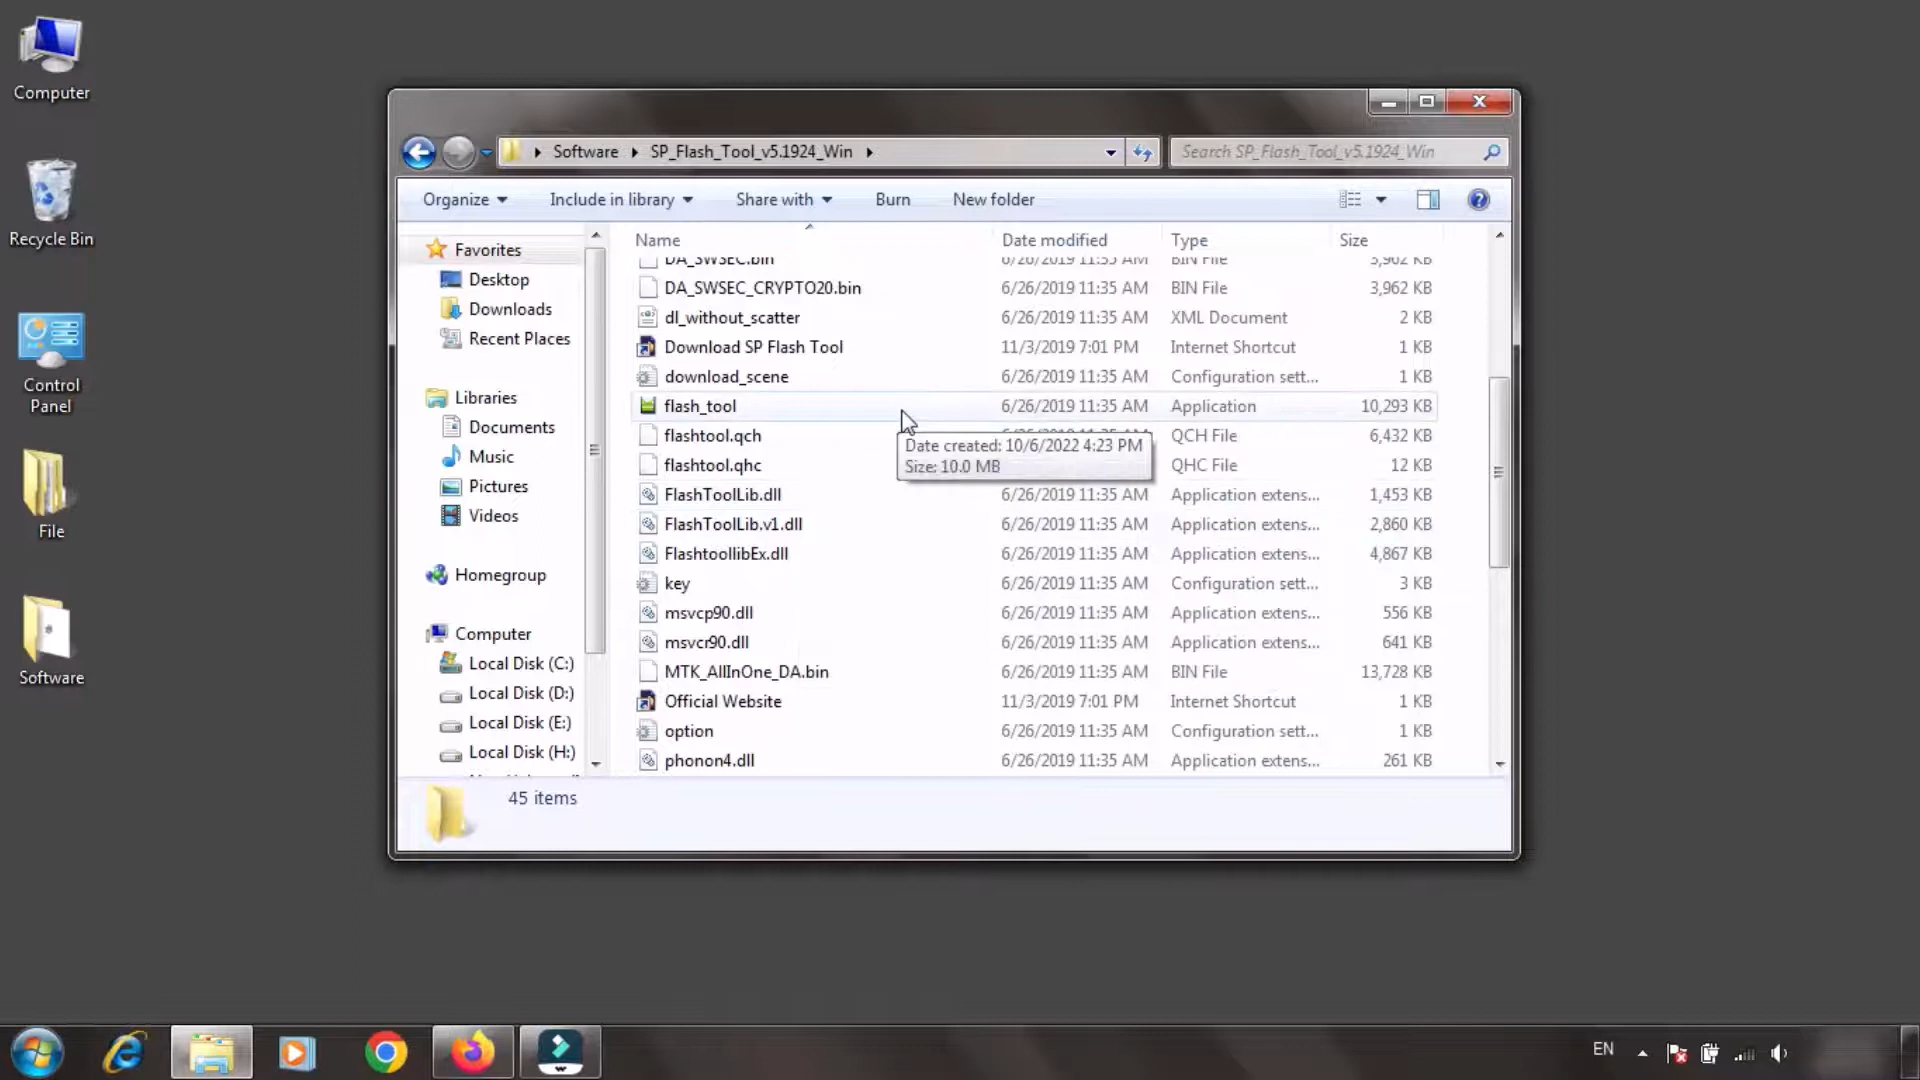 Computer
Recycle Bin
Control
Panel
File
Software
Software
SP_Flash_Tool_v5.1924_Win
Search SP_Flash_Tool_v5.1924_Win
Organize
Include in library
Share with
Burn
New folder
Favorites
Desktop
Downloads
Recent Places
Libraries
Documents
Music
Pictures
Videos
Homegroup
Computer
Local Disk (C:)
Local Disk (D:)
Local Disk (E:)
Local Disk (H:)
Name Date modified Type Size
DA_SWSEC.bin 6/26/2019 11:35 AM BIN File 3,962 KB
DA_SWSEC_CRYPTO20.bin 6/26/2019 11:35 AM BIN File 3,962 KB
dl_without_scatter 6/26/2019 11:35 AM XML Document 2 KB
Download SP Flash Tool 11/3/2019 7:01 PM Internet Shortcut 1 KB
download_scene 6/26/2019 11:35 AM Configuration sett... 1 KB
flash_tool 6/26/2019 11:35 AM Application 10,293 KB
flashtool.qch QCH File 6,432 KB
Date created: 10/6/2022 4:23 PM
Size: 10.0 MB
flashtool.qhc QHC File 12 KB
FlashToolLib.dll 6/26/2019 11:35 AM Application extens... 1,453 KB
FlashToolLib.v1.dll 6/26/2019 11:35 AM Application extens... 2,860 KB
FlashtoollibEx.dll 6/26/2019 11:35 AM Application extens... 4,867 KB
key 6/26/2019 11:35 AM Configuration sett... 3 KB
msvcp90.dll 6/26/2019 11:35 AM Application extens... 556 KB
msvcr90.dll 6/26/2019 11:35 AM Application extens... 641 KB
MTK_AllInOne_DA.bin 6/26/2019 11:35 AM BIN File 13,728 KB
Official Website 11/3/2019 7:01 PM Internet Shortcut 1 KB
option 6/26/2019 11:35 AM Configuration sett... 1 KB
phonon4.dll 6/26/2019 11:35 AM Application extens... 261 KB
45 items
EN